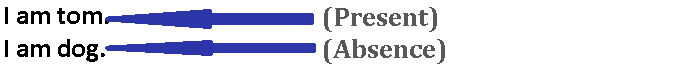 I am tom. (Present)
I am dog. (Absence)